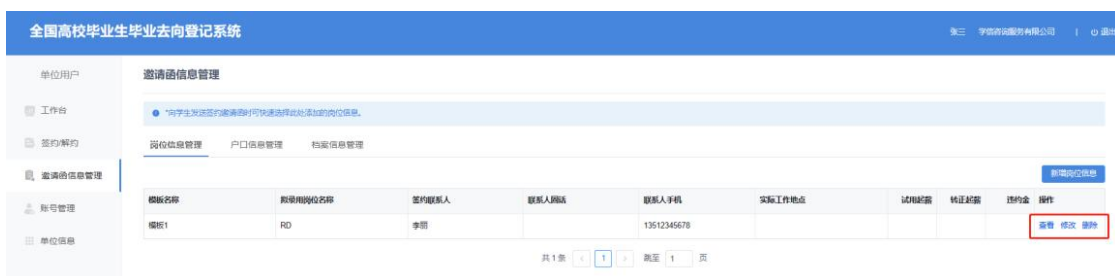 全国高校毕业生毕业去向登记系统
张三 学信咨询服务有限公司 | 退出
单位用户
工作台
签约/解约
邀请函信息管理
账号管理
单位信息
邀请函信息管理
*向学生发送签约邀请函时可快速选择此处添加的岗位信息。
岗位信息管理 户口信息管理 档案信息管理
新增岗位信息
模板名称 拟录用岗位名称 签约联系人 联系人固话 联系人手机 实际工作地点 试用起薪 转正起薪 违约金 操作
模板1 RD 李丽 13512345678 查看 修改 删除
共1条 < 1 > 跳至 1 页